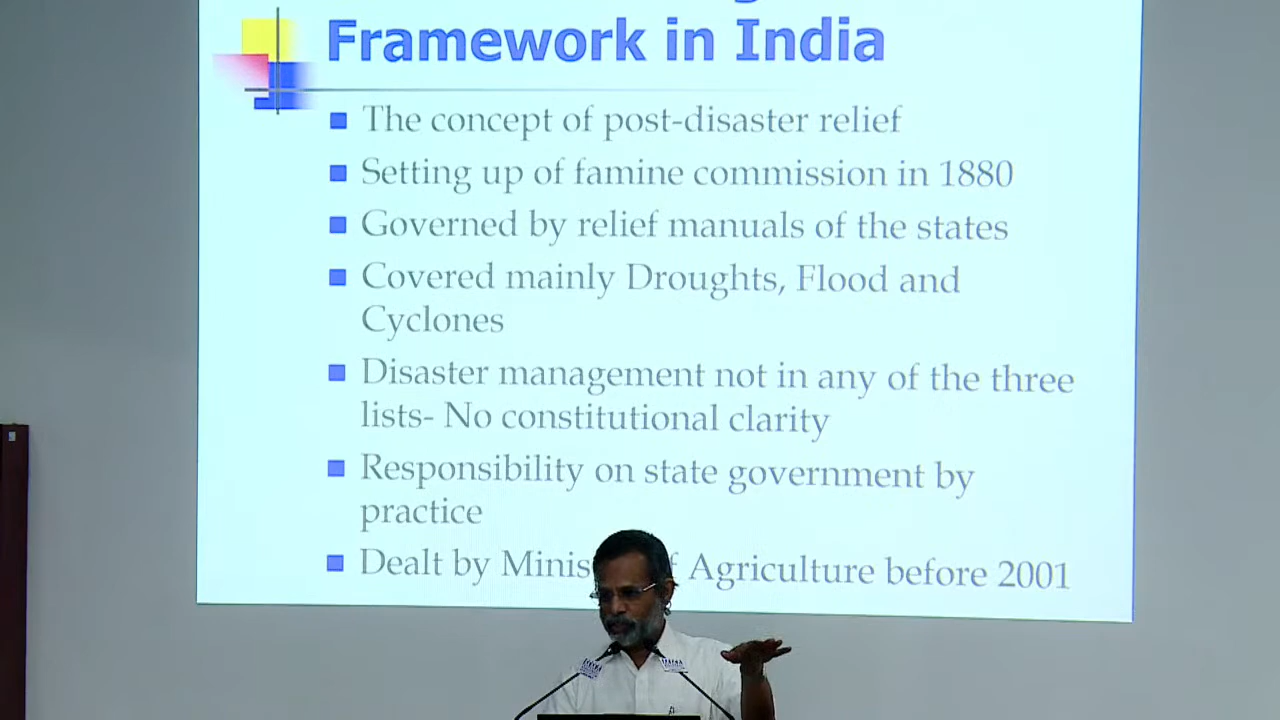 Framework in India
The concept of post-disaster relief
Setting up of famine commission in 1880
Governed by relief manuals of the states
Covered mainly Droughts, Flood and
Cyclones
Disaster management not in any of the three
lists- No constitutional clarity
Responsibility on state government by
practice
Dealt by Agriculture before 2001